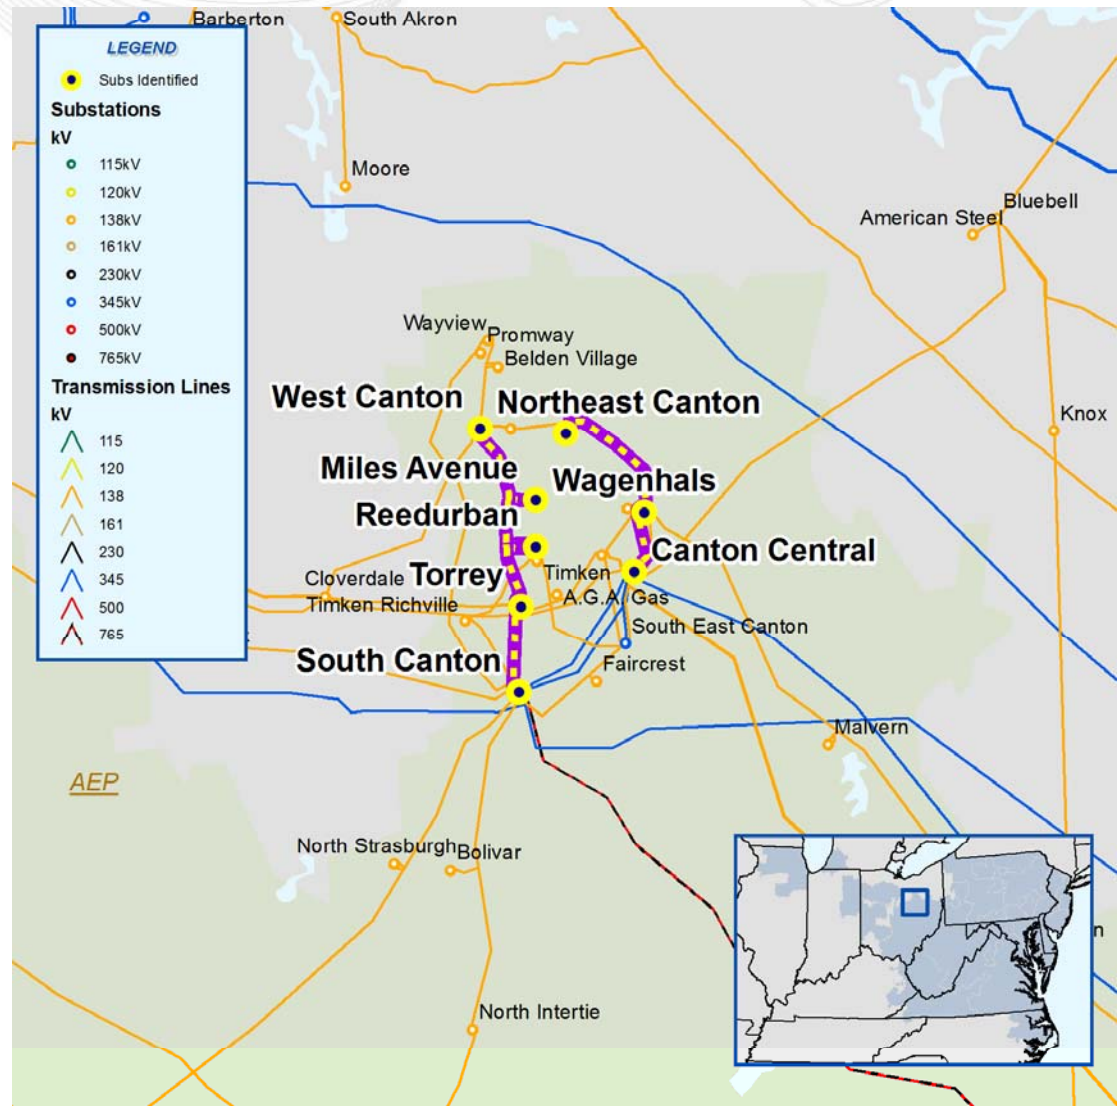 Barberton
South Akron
LEGEND
Subs Identified
Substations
kV
115kV
120kV
138kV
161kV
230kV
345kV
500kV
765kV
Transmission Lines
kV
115
120
138
161
230
345
500
765
Moore
Bluebell
American Steel
Wayview
Promway
Belden Village
West Canton
Northeast Canton
Knox
Miles Avenue
Wagenhals
Reedurban
Canton Central
Cloverdale
Torrey
Timken
Timken Richville
A.G.A. Gas
South East Canton
South Canton
Faircrest
Malvern
AEP
North Strasburgh
Bolivar
North Intertie